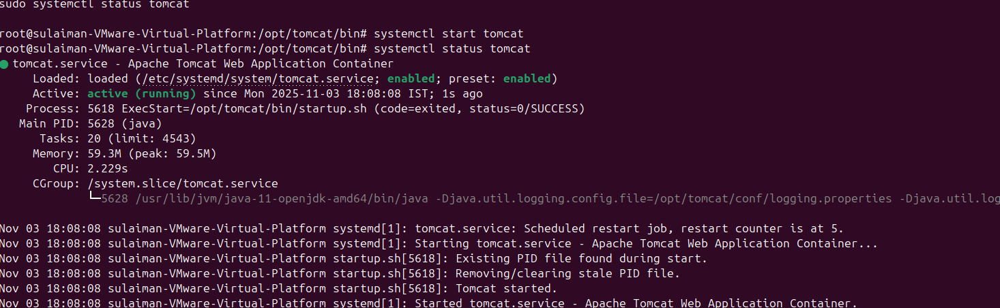 sudo systemctl status tomcat
root@sulaiman-VMware-Virtual-Platform:/opt/tomcat/bin# systemctl start tomcat
root@sulaiman-VMware-Virtual-Platform:/opt/tomcat/bin# systemctl status tomcat
● tomcat.service - Apache Tomcat Web Application Container
     Loaded: loaded (/etc/systemd/system/tomcat.service; enabled; preset: enabled)
     Active: active (running) since Mon 2025-11-03 18:08:08 IST; 1s ago
    Process: 5618 ExecStart=/opt/tomcat/bin/startup.sh (code=exited, status=0/SUCCESS)
   Main PID: 5628 (java)
      Tasks: 20 (limit: 4543)
     Memory: 59.3M (peak: 59.5M)
        CPU: 2.229s
     CGroup: /system.slice/tomcat.service
             └─5628 /usr/lib/jvm/java-11-openjdk-amd64/bin/java -Djava.util.logging.config.file=/opt/tomcat/conf/logging.properties -Djava.util.log
Nov 03 18:08:08 sulaiman-VMware-Virtual-Platform systemd[1]: tomcat.service: Scheduled restart job, restart counter is at 5.
Nov 03 18:08:08 sulaiman-VMware-Virtual-Platform systemd[1]: Starting tomcat.service - Apache Tomcat Web Application Container...
Nov 03 18:08:08 sulaiman-VMware-Virtual-Platform startup.sh[5618]: Existing PID file found during start.
Nov 03 18:08:08 sulaiman-VMware-Virtual-Platform startup.sh[5618]: Removing/clearing stale PID file.
Nov 03 18:08:08 sulaiman-VMware-Virtual-Platform startup.sh[5618]: Tomcat started.
Nov 03 18:08:08 sulaiman-VMware-Virtual-Platform systemd[1]: Started tomcat.service - Apache Tomcat Web Application Container.